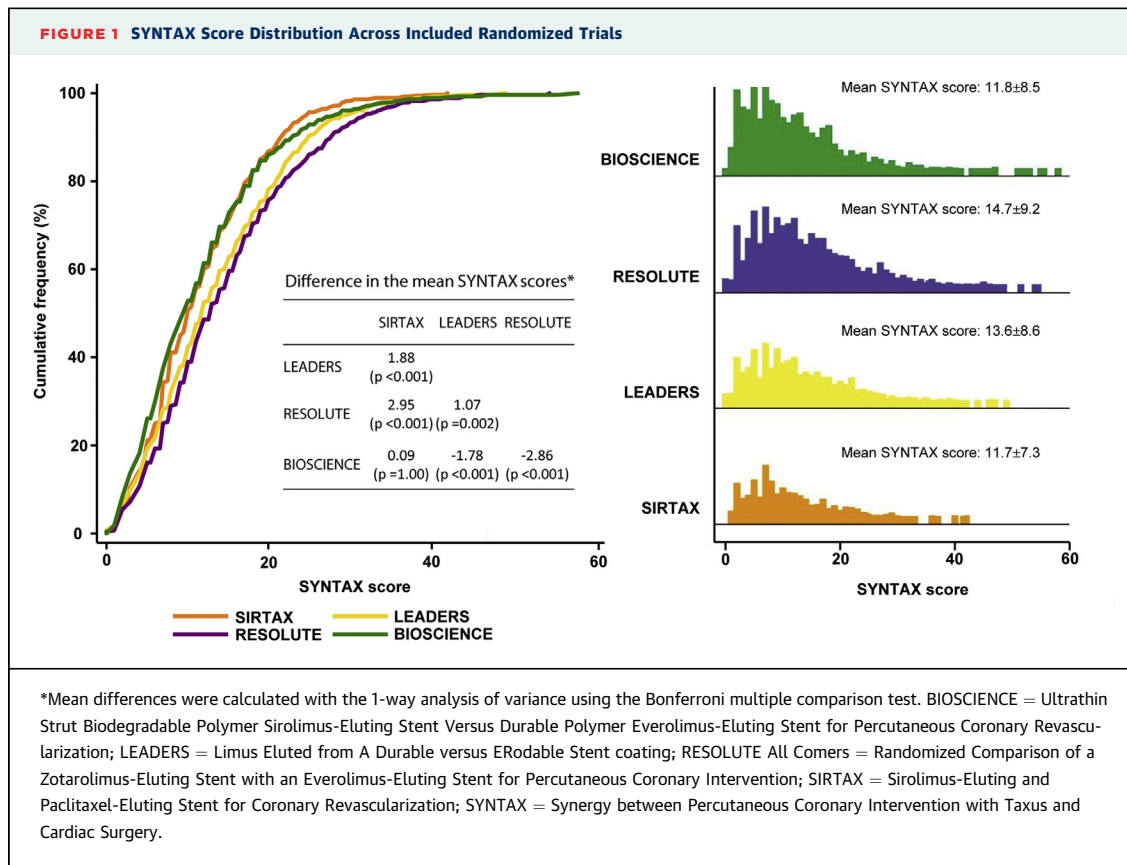 FIGURE 1 SYNTAX Score Distribution Across Included Randomized Trials
Cumulative frequency (%)
100
80
60
40
20
0
0 20 40 60
SYNTAX score
Difference in the mean SYNTAX scores*
SIRTAX LEADERS RESOLUTE
LEADERS 1.88
(p <0.001)
RESOLUTE 2.95 1.07
(p <0.001) (p =0.002)
BIOSCIENCE 0.09 -1.78 -2.86
(p =1.00) (p <0.001) (p <0.001)
SIRTAX LEADERS
RESOLUTE BIOSCIENCE
Mean SYNTAX score: 11.8±8.5
BIOSCIENCE
Mean SYNTAX score: 14.7±9.2
RESOLUTE
Mean SYNTAX score: 13.6±8.6
LEADERS
Mean SYNTAX score: 11.7±7.3
SIRTAX
0 20 40 60
SYNTAX score
*Mean differences were calculated with the 1-way analysis of variance using the Bonferroni multiple comparison test. BIOSCIENCE = Ultrathin
Strut Biodegradable Polymer Sirolimus-Eluting Stent Versus Durable Polymer Everolimus-Eluting Stent for Percutaneous Coronary Revascu-
larization; LEADERS = Limus Eluted from A Durable versus ERodable Stent coating; RESOLUTE All Comers = Randomized Comparison of a
Zotarolimus-Eluting Stent with an Everolimus-Eluting Stent for Percutaneous Coronary Intervention; SIRTAX = Sirolimus-Eluting and
Paclitaxel-Eluting Stent for Coronary Revascularization; SYNTAX = Synergy between Percutaneous Coronary Intervention with Taxus and
Cardiac Surgery.